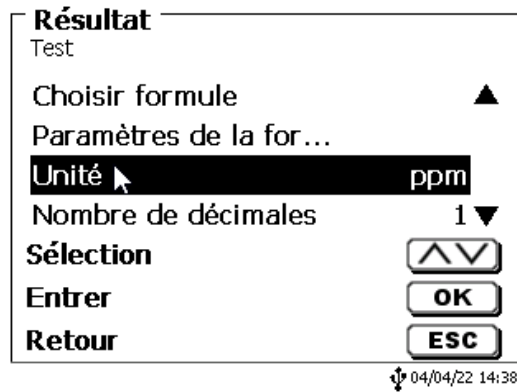 Résultat
Test
Choisir formule
Paramètres de la for...
Unité ppm
Nombre de décimales 1
Sélection
Entrer OK
Retour ESC
04/04/22 14:38